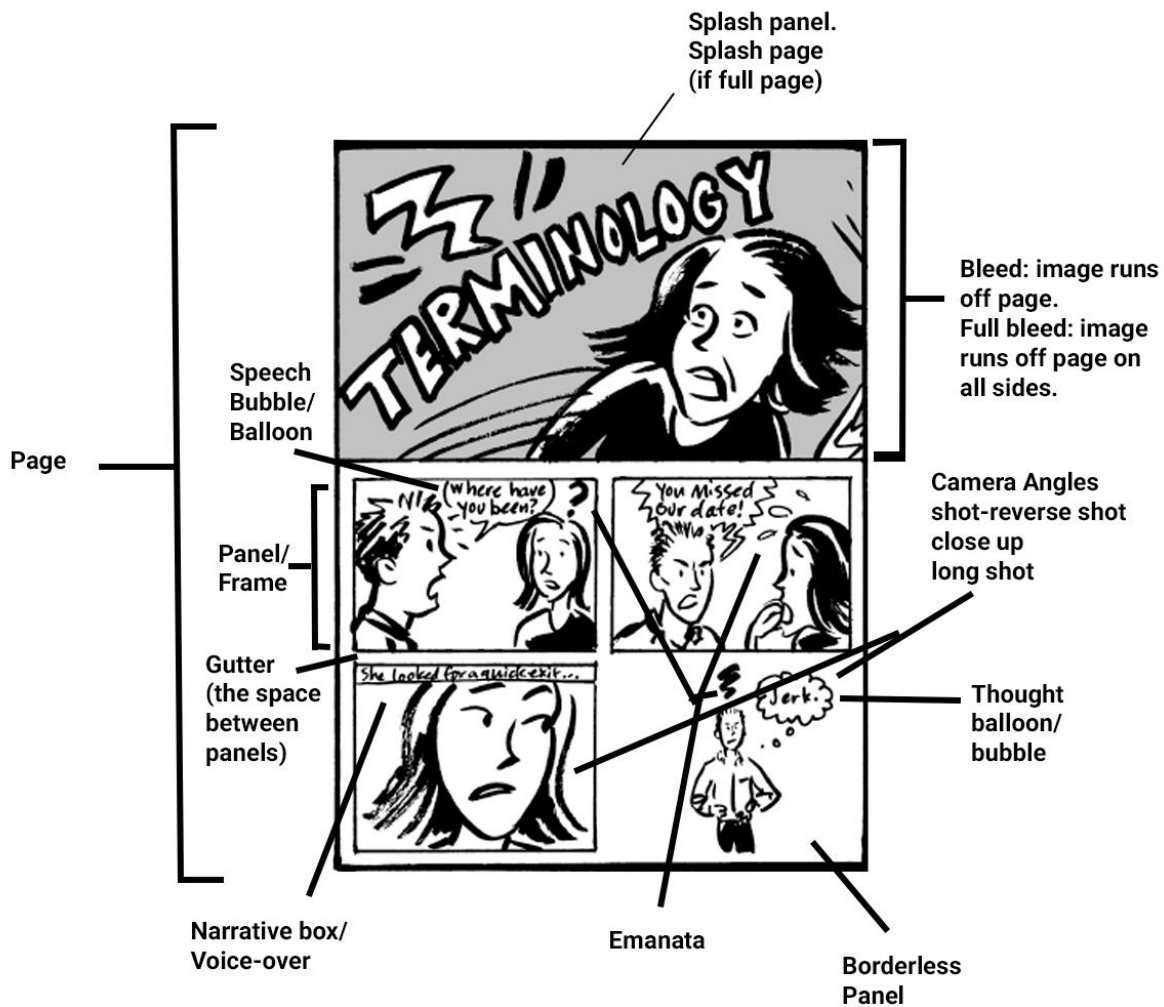 Splash panel.
Splash page
(if full page)
TERMINOLOGY
Bleed: image runs
off page.
Full bleed: image
runs off page on
all sides.
Speech
Bubble/
Balloon
Page
Where have
you been?
?
You Missed
our date!
Camera Angles
shot-reverse shot
close up
long shot
Panel/
Frame
Gutter
(the space
between
panels)
She looked for a quick exit...
Jerk.
Thought
balloon/
bubble
Narrative box/
Voice-over
Emanata
Borderless
Panel